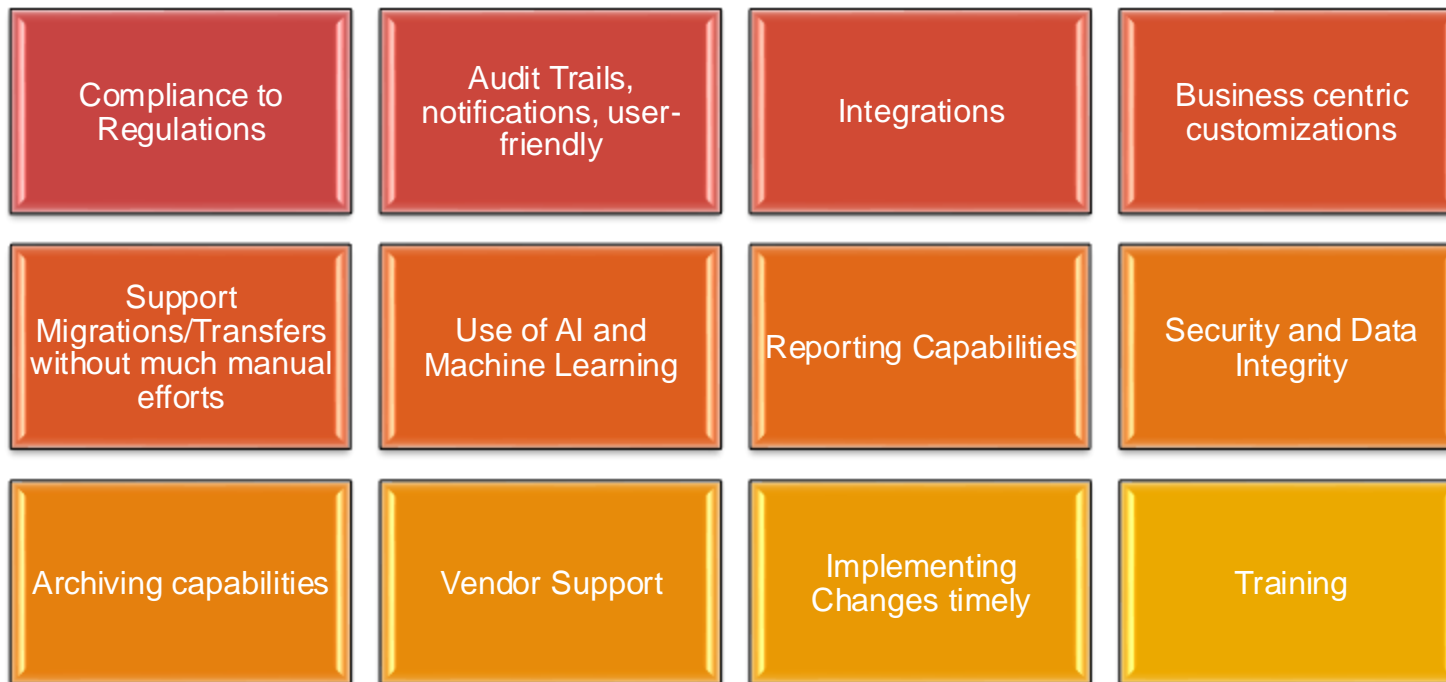 Compliance to
Regulations
Audit Trails,
notifications, user-
friendly
Integrations
Business centric
customizations
Support
Migrations/Transfers
without much manual
efforts
Use of AI and
Machine Learning
Reporting Capabilities
Security and Data
Integrity
Archiving capabilities
Vendor Support
Implementing
Changes timely
Training